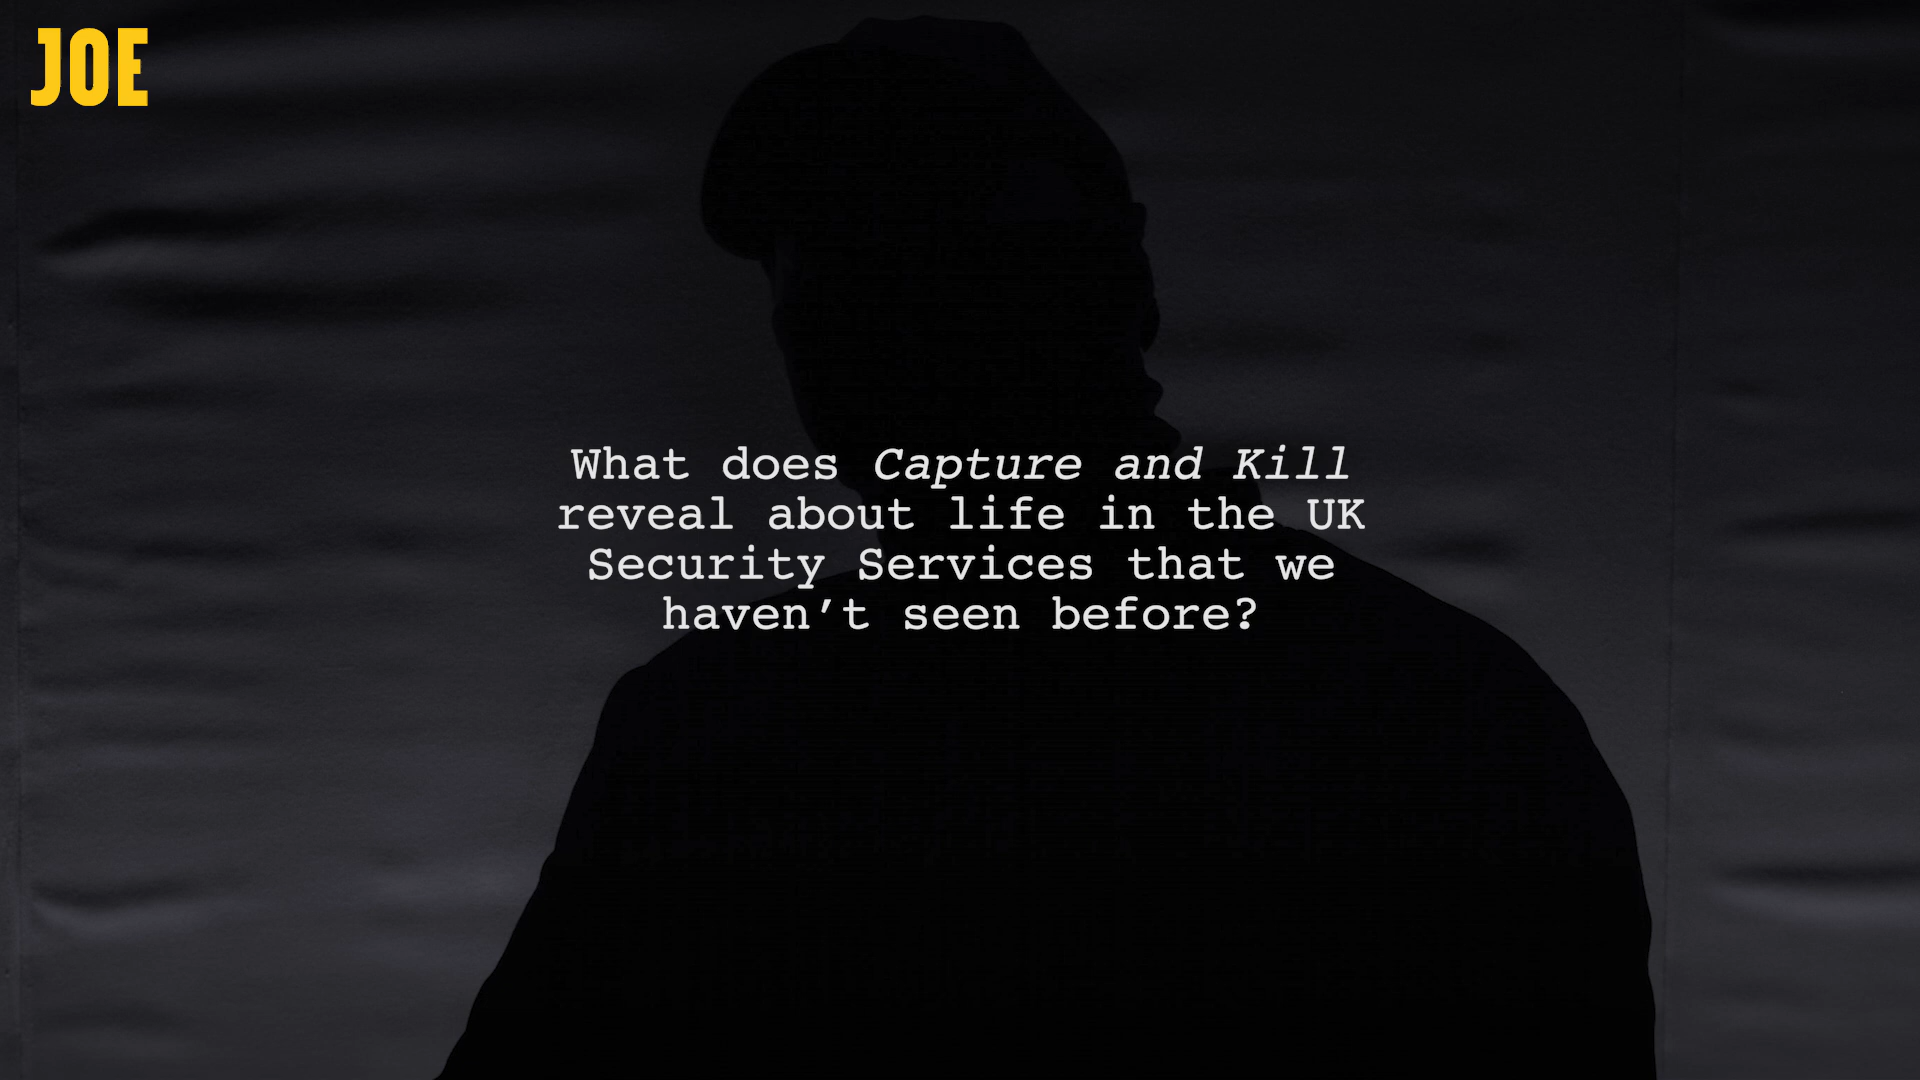 JOE
What does Capture and Kill
reveal about life in the UK
Security Services that we
haven’t seen before?